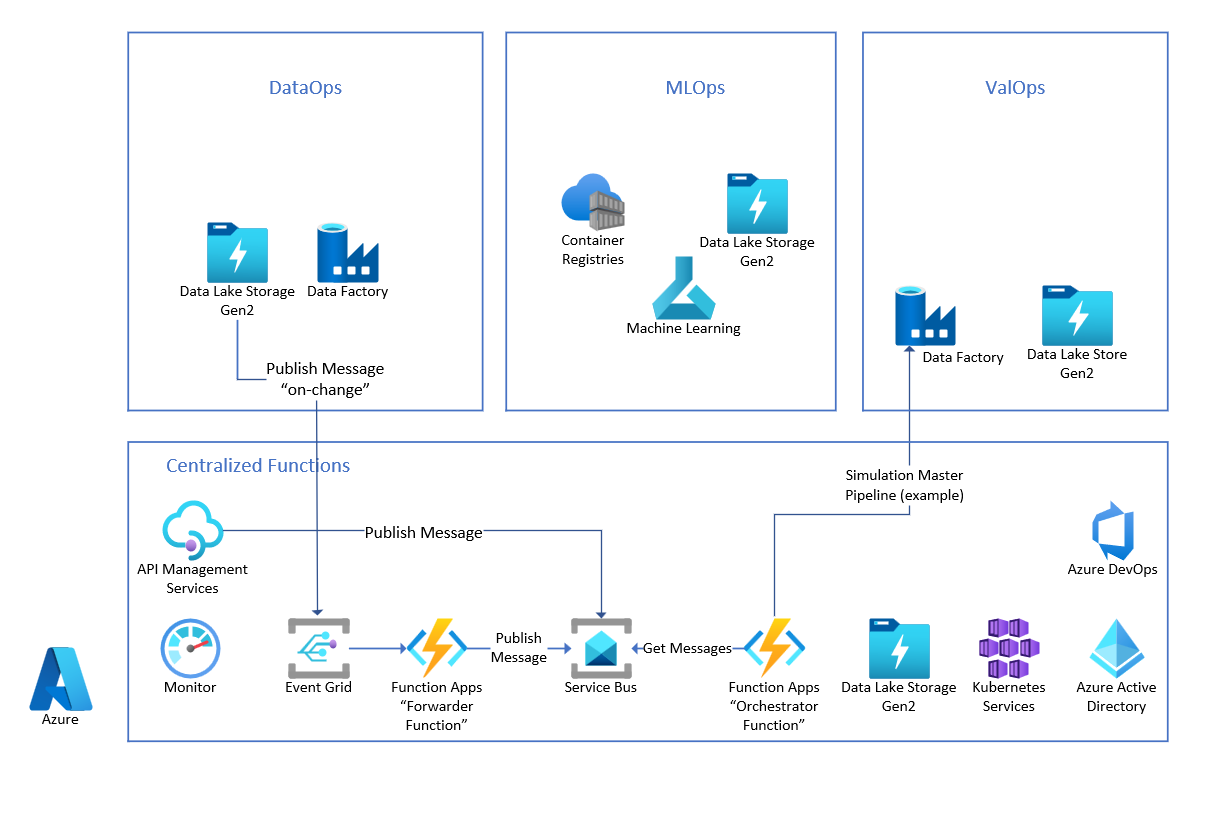 DataOps
MLOps
ValOps
Container
Registries
Data Lake Storage
Gen2
Machine Learning
Data Lake Storage
Gen2
Data Factory
Data Factory
Data Lake Store
Gen2
Publish Message
“on-change”
Centralized Functions
Simulation Master
Pipeline (example)
Publish Message
API Management
Services
Azure DevOps
Publish
Message
Get Messages
Monitor
Event Grid
Function Apps
“Forwarder
Function”
Service Bus
Function Apps
“Orchestrator
Function”
Data Lake Storage
Gen2
Kubernetes
Services
Azure Active
Directory
Azure